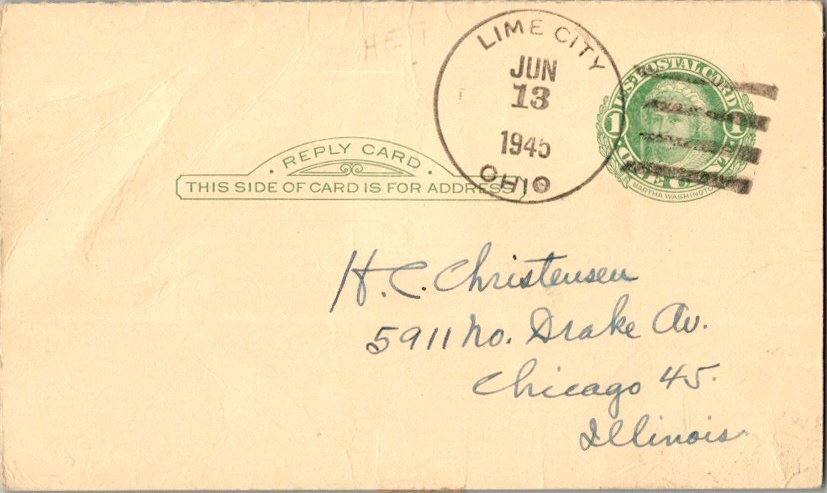 LIME CITY
JUN
13
1945
OHIO
U.S. POSTAL CARD
1 1
MARTHA WASHINGTON
· REPLY CARD ·
THIS SIDE OF CARD IS FOR ADDRESS
H. C. Christensen
5911 No. Drake Av.
Chicago 45.
Illinois